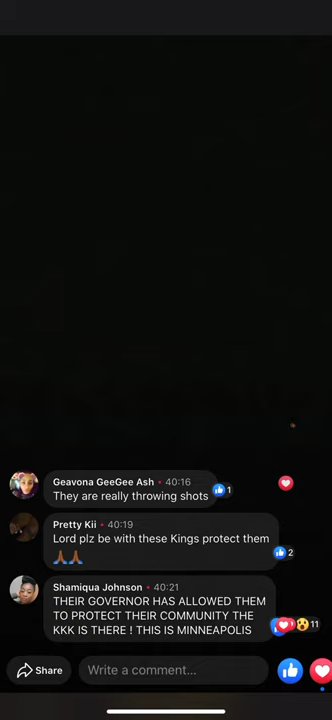 Geavona GeeGee Ash • 40:16
They are really throwing shots
1
Pretty Kii • 40:19
Lord plz be with these Kings protect them
🙏🏾🙏🏾
2
Shamiqua Johnson • 40:21
THEIR GOVERNOR HAS ALLOWED THEM
TO PROTECT THEIR COMMUNITY THE
KKK IS THERE ! THIS IS MINNEAPOLIS
11
Share
Write a comment...